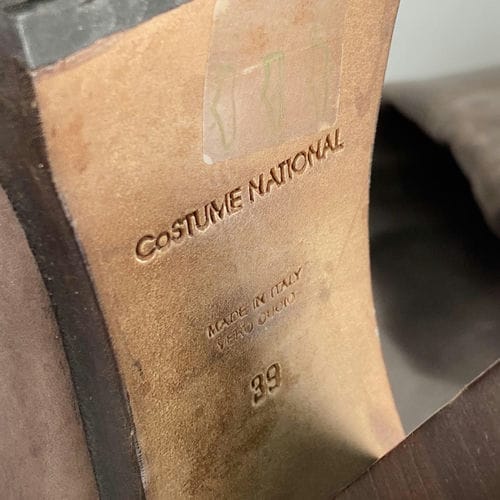 CoSTUME NATIONAL
MADE IN ITALY
VERO CUOIO
39